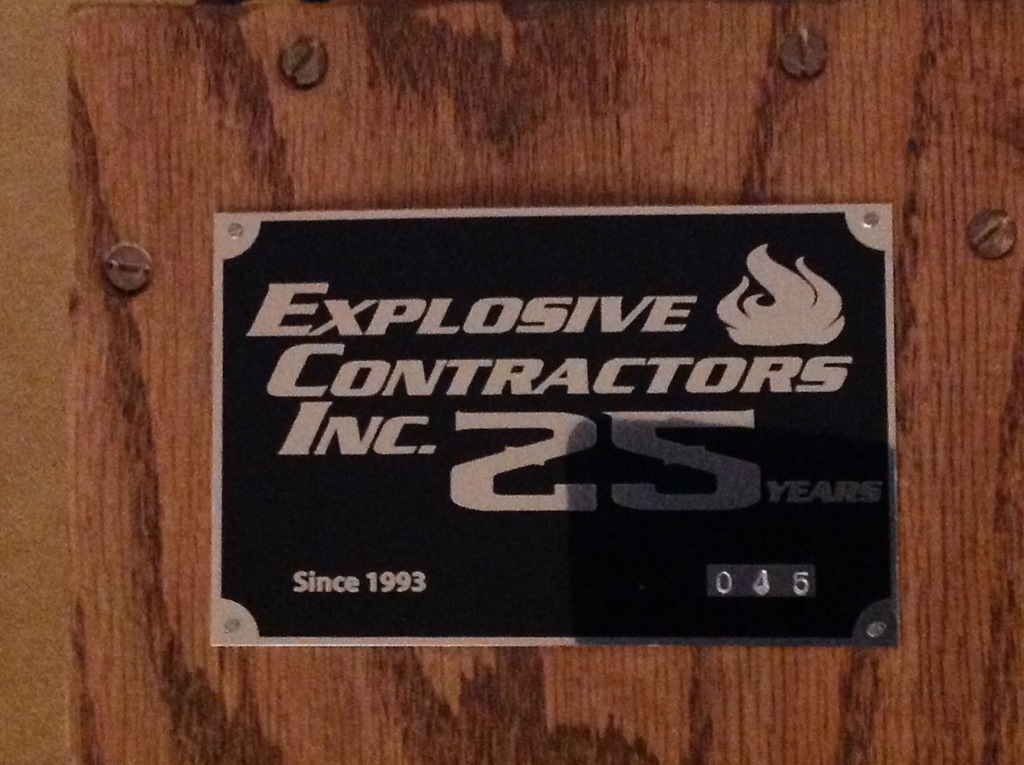 EXPLOSIVE
CONTRACTORS
INC. 25 YEARS
Since 1993
045